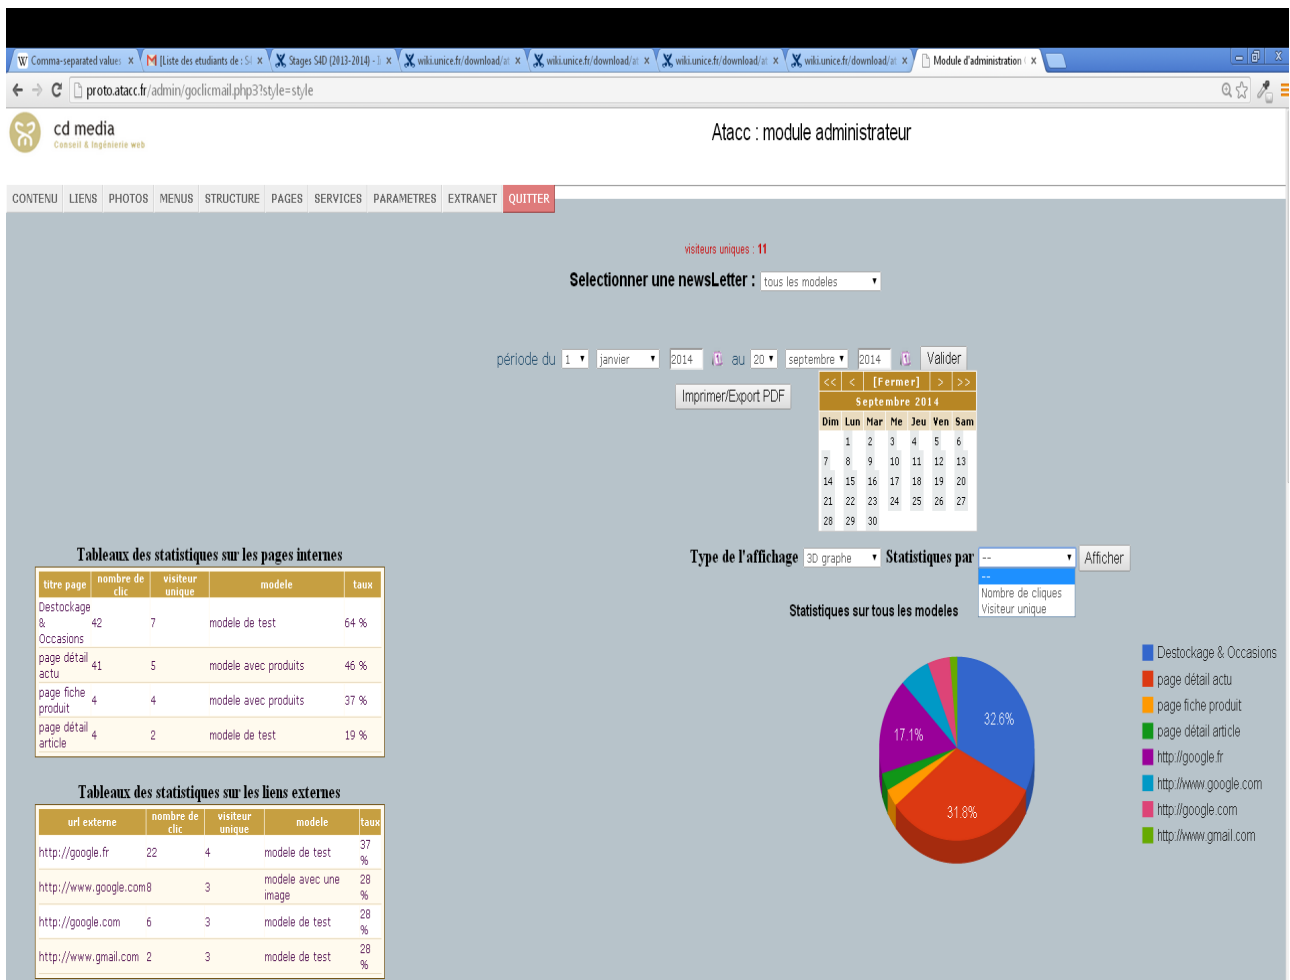 Comma-separated values
[Liste des etudiants de : S4
Stages S4D (2013-2014) - 
wiki.unice.fr/download/at
wiki.unice.fr/download/at
wiki.unice.fr/download/at
wiki.unice.fr/download/at
Module d'administration
proto.atacc.fr/admin/goclicmail.php3?style=style
cd media
Conseil & Ingénierie web
Atacc : module administrateur
CONTENU LIENS PHOTOS MENUS STRUCTURE PAGES SERVICES PARAMETRES EXTRANET QUITTER
visiteurs uniques : 11
Selectionner une newsLetter : tous les modeles
période du 1 janvier 2014 au 20 septembre 2014 Valider
Imprimer/Export PDF
<< < [Fermer] > >>
Septembre 2014
Dim Lun Mar Me Jeu Ven Sam
1 2 3 4 5 6
7 8 9 10 11 12 13
14 15 16 17 18 19 20
21 22 23 24 25 26 27
28 29 30
Tableaux des statistiques sur les pages internes
titre page nombre de clic visiteur unique modele taux
Destockage & Occasions 42 7 modele de test 64 %
page détail actu 41 5 modele avec produits 46 %
page fiche produit 4 4 modele avec produits 37 %
page détail article 4 2 modele de test 19 %
Tableaux des statistiques sur les liens externes
url externe nombre de clic visiteur unique modele taux
http://google.fr 22 4 modele de test 37 %
http://www.google.com 8 3 modele avec une image 28 %
http://google.com 6 3 modele de test 28 %
http://www.gmail.com 2 3 modele de test 28 %
Type de l'affichage 3D graphe Statistiques par -- Afficher
--
Nombre de cliques
Visiteur unique
Statistiques sur tous les modeles
32.6%
17.1%
31.8%
Destockage & Occasions
page détail actu
page fiche produit
page détail article
http://google.fr
http://www.google.com
http://google.com
http://www.gmail.com